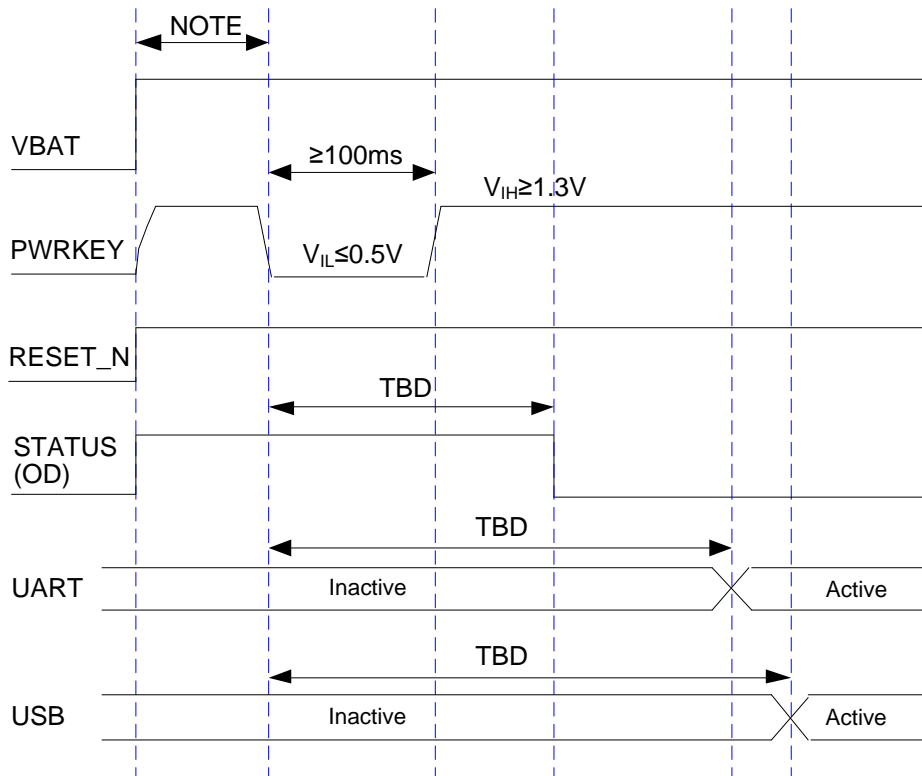 NOTE
VBAT
≥100ms
VIH≥1.3V
PWRKEY
VIL≤0.5V
RESET_N
TBD
STATUS
(OD)
TBD
UART
Inactive
Active
TBD
USB
Inactive
Active